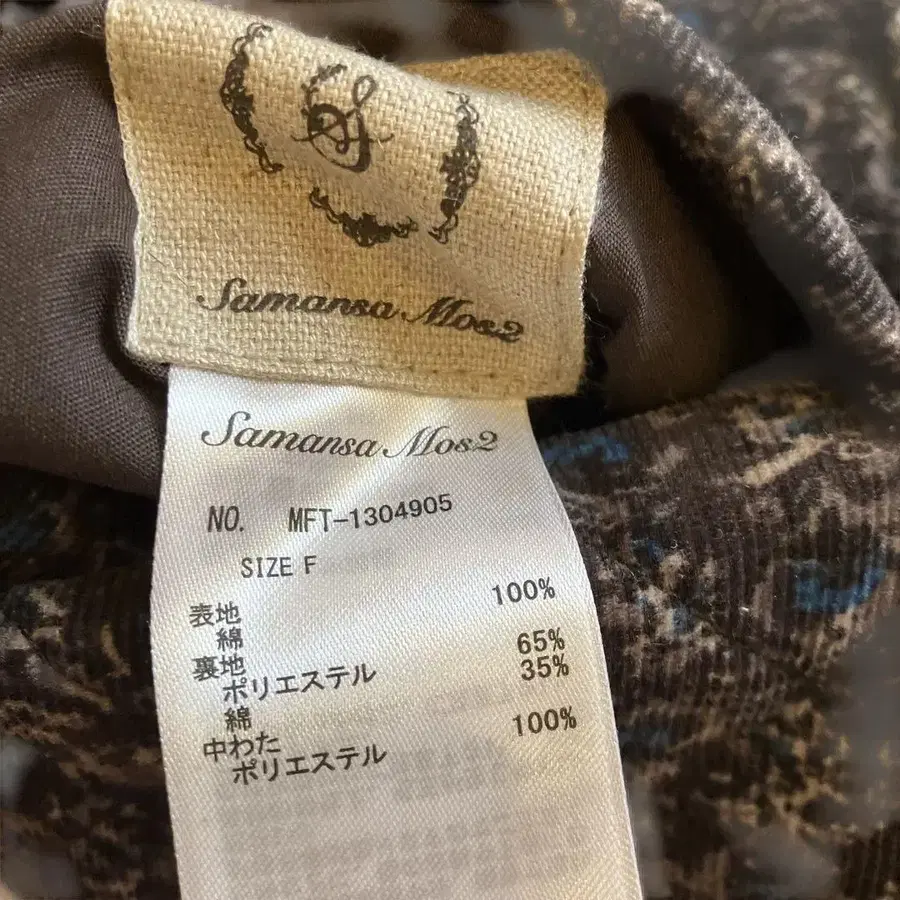 S
Samansa Mos2
Samansa Mos2
NO. MFT-1304905
SIZE F
表地
綿 100%
裏地
ポリエステル 65%
綿 35%
中わた
ポリエステル 100%